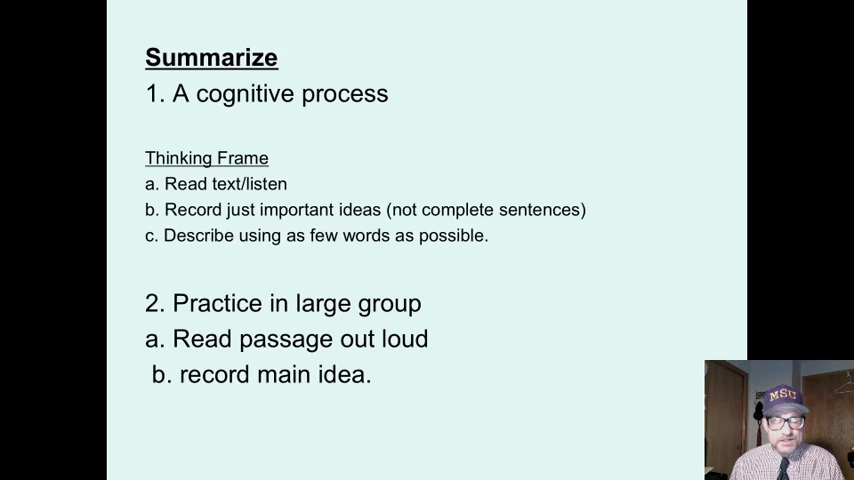 Summarize
1. A cognitive process
Thinking Frame
a. Read text/listen
b. Record just important ideas (not complete sentences)
c. Describe using as few words as possible.
2. Practice in large group
a. Read passage out loud
b. record main idea.
MSU